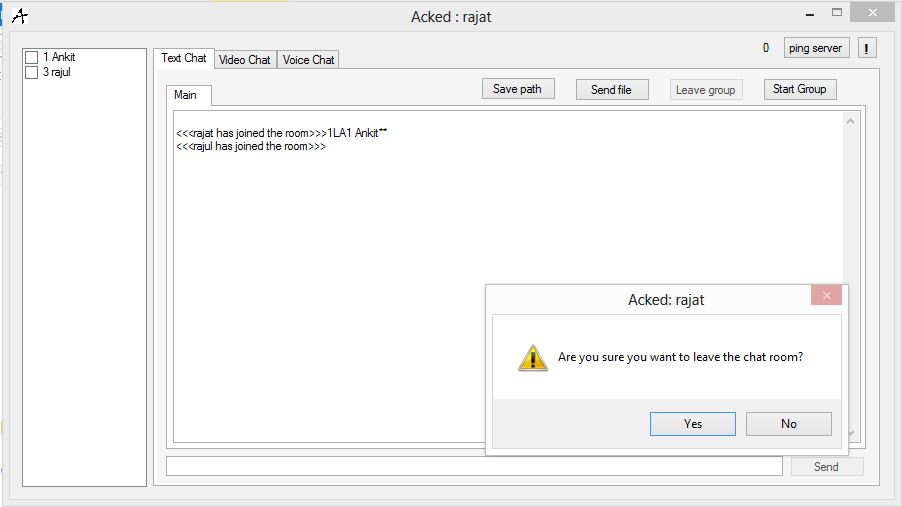 Acked : rajat
1 Ankit
3 rajul
Text Chat Video Chat Voice Chat
0 ping server !
Main
Save path Send file Leave group Start Group
<<<rajat has joined the room>>>1LA1 Ankit**
<<<rajul has joined the room>>>
Acked: rajat
Are you sure you want to leave the chat room?
Yes No
Send